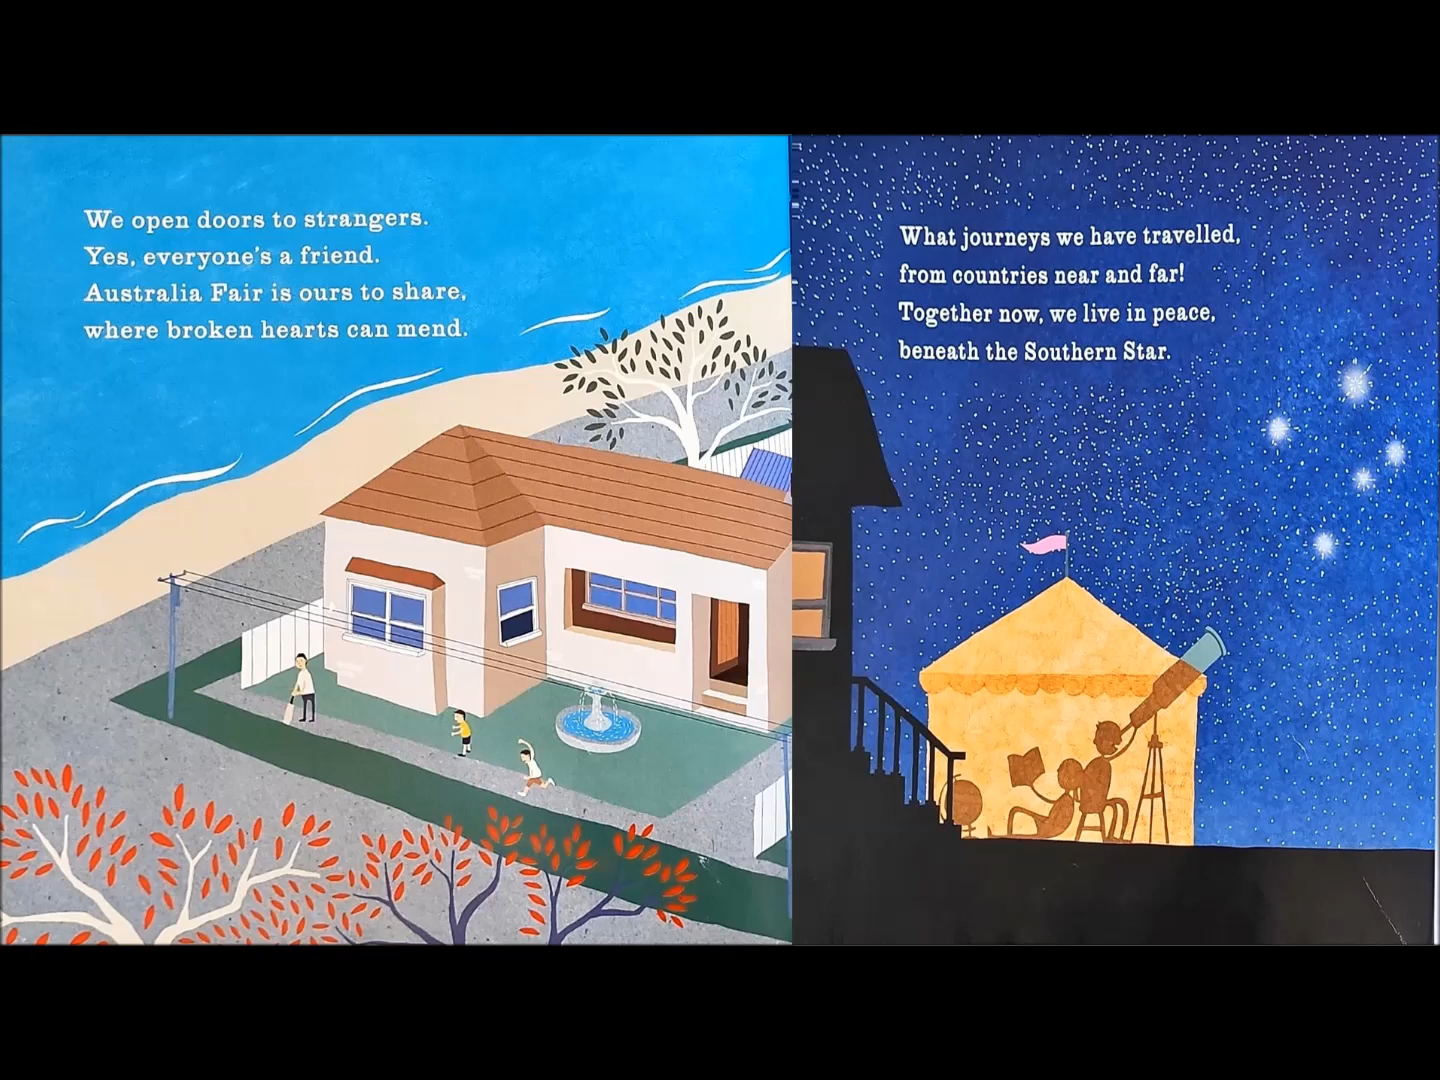 We open doors to strangers.
Yes, everyone's a friend.
Australia Fair is ours to share,
where broken hearts can mend.
What journeys we have travelled,
from countries near and far!
Together now, we live in peace,
beneath the Southern Star.